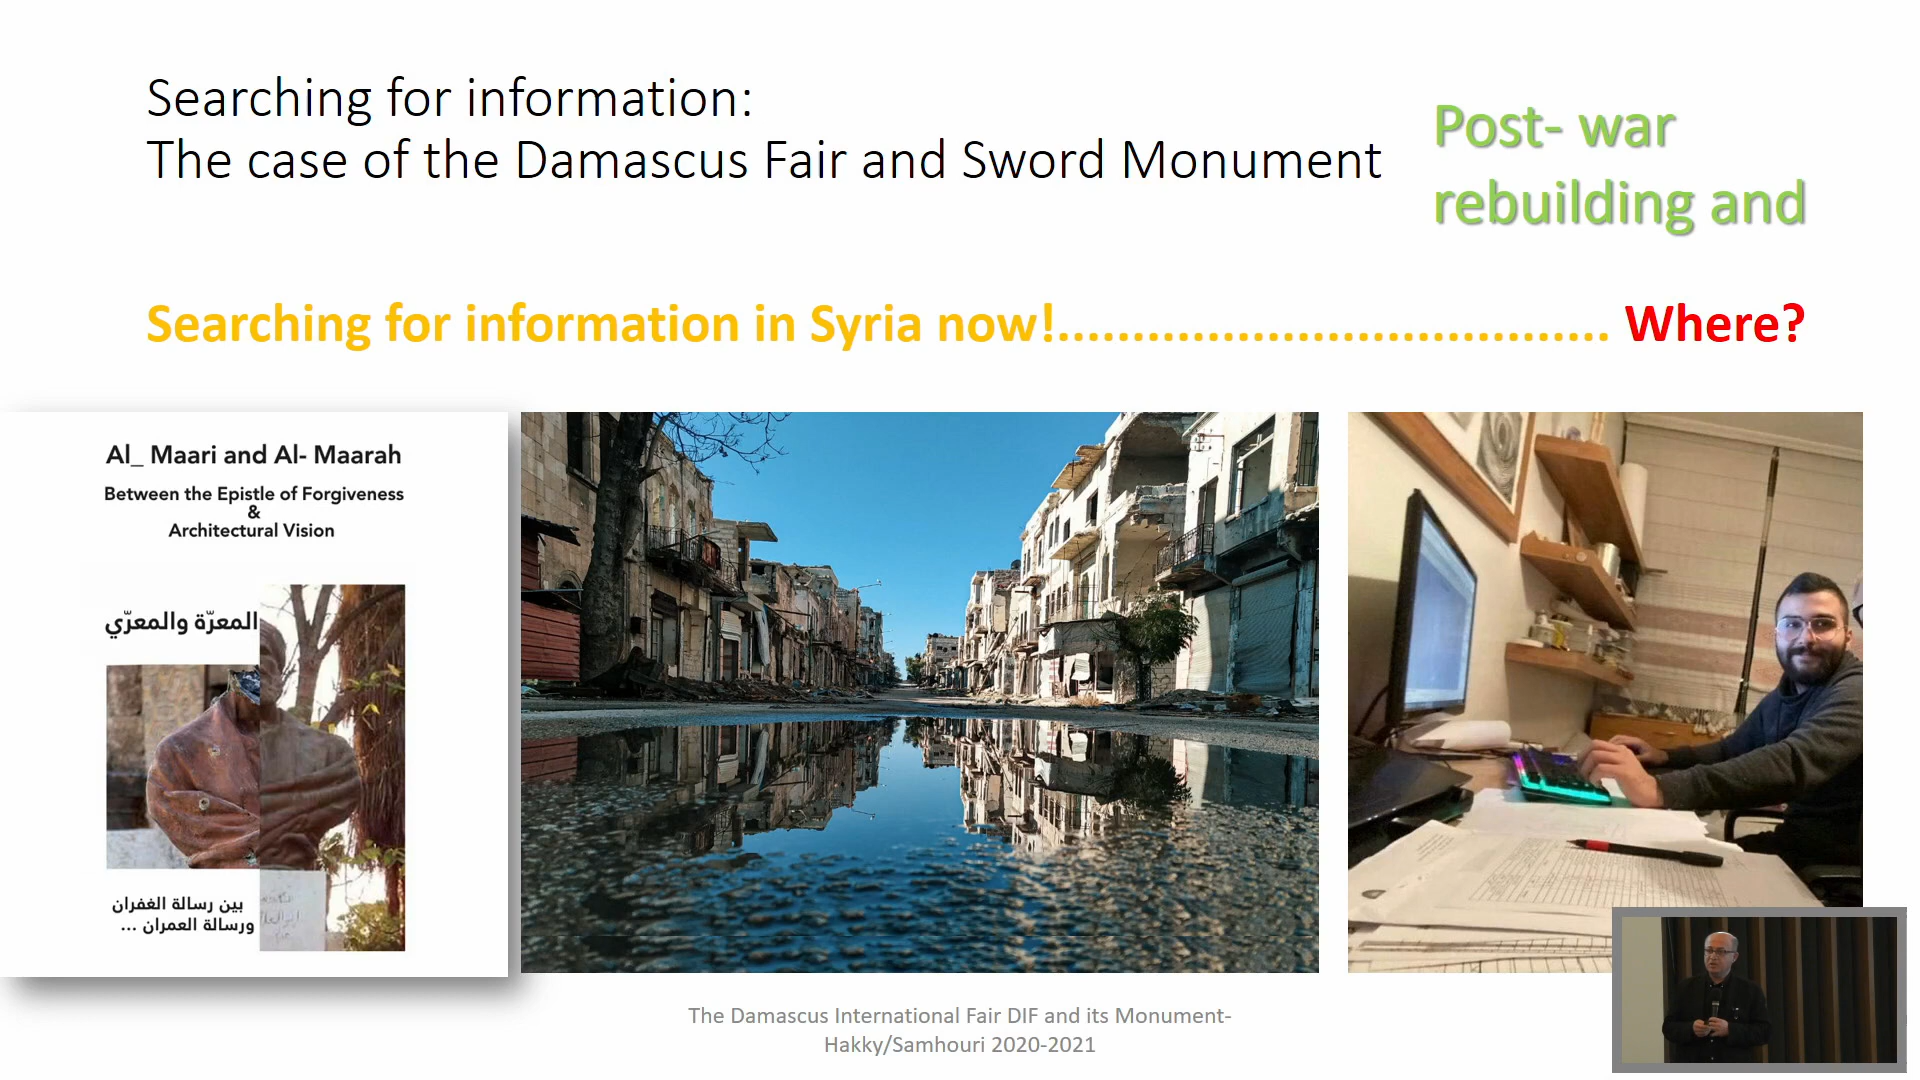 Searching for information:
The case of the Damascus Fair and Sword Monument
Post- war
rebuilding and
Searching for information in Syria now!..................................... Where?
Al_ Maari and Al- Maarah
Between the Epistle of Forgiveness
&
Architectural Vision
المعرّة والمعرّي
بين رسالة الغفران
ورسالة العمران ...
The Damascus International Fair DIF and its Monument-
Hakky/Samhouri 2020-2021